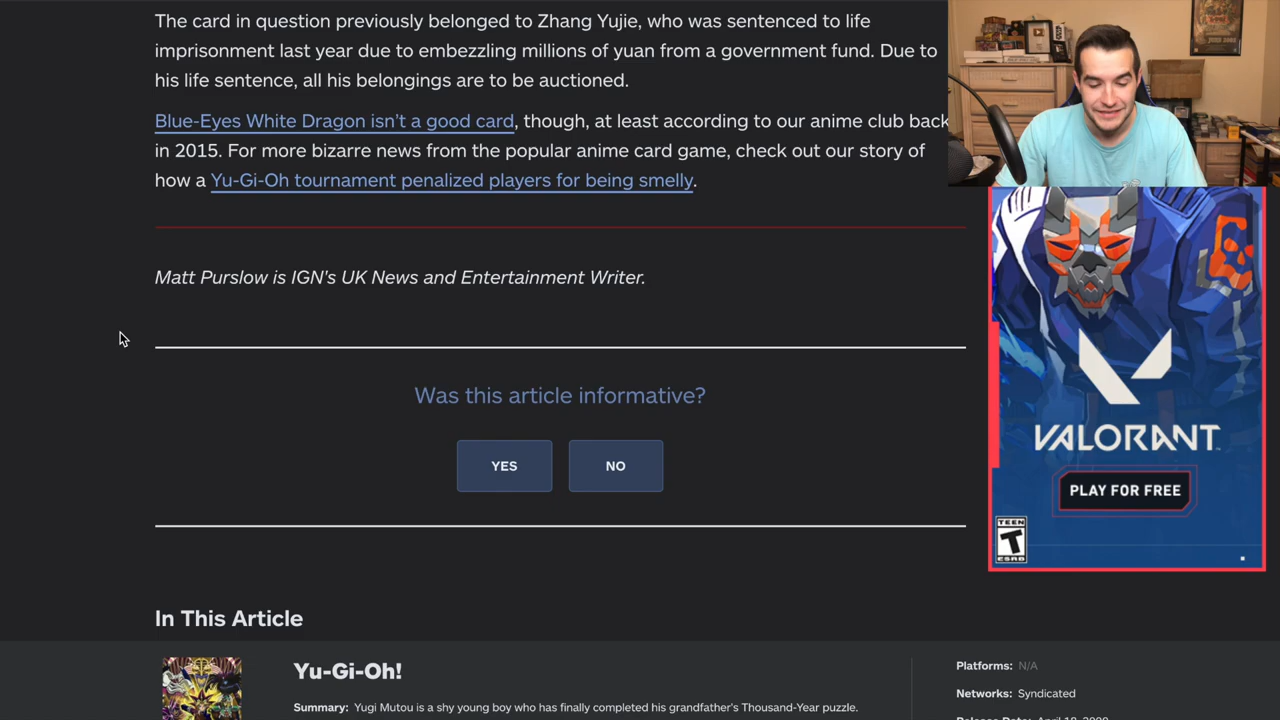 The card in question previously belonged to Zhang Yujie, who was sentenced to life
imprisonment last year due to embezzling millions of yuan from a government fund. Due to
his life sentence, all his belongings are to be auctioned.
Blue-Eyes White Dragon isn't a good card, though, at least according to our anime club back
in 2015. For more bizarre news from the popular anime card game, check out our story of
how a Yu-Gi-Oh tournament penalized players for being smelly.
Matt Purslow is IGN's UK News and Entertainment Writer.
Was this article informative?
YES
NO
VALORANT
PLAY FOR FREE
TEEN
T
ESRB
In This Article
Yu-Gi-Oh!
Summary: Yugi Mutou is a shy young boy who has finally completed his grandfather's Thousand-Year puzzle.
Platforms: N/A
Networks: Syndicated